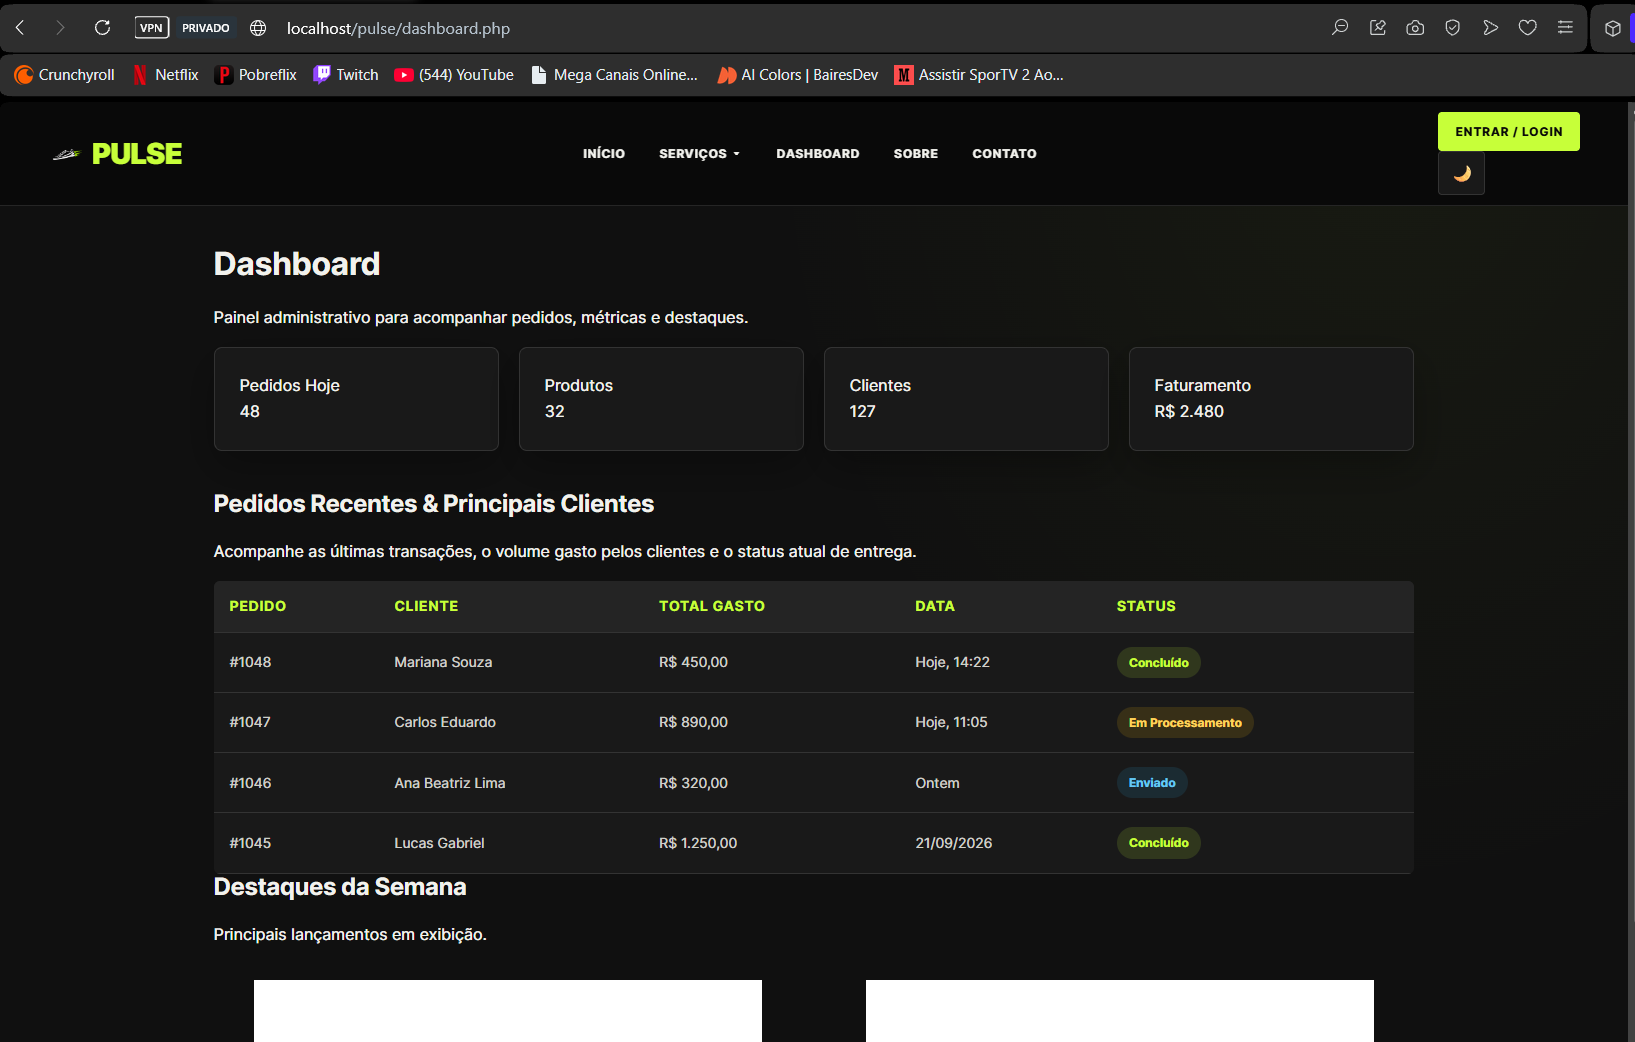 VPN PRIVADO localhost/pulse/dashboard.php
Crunchyroll Netflix Pobreflix Twitch (544) YouTube Mega Canais Online... AI Colors | BairesDev M Assistir SporTV 2 Ao...
PULSE INÍCIO SERVIÇOS DASHBOARD SOBRE CONTATO ENTRAR / LOGIN
Dashboard
Painel administrativo para acompanhar pedidos, métricas e destaques.
Pedidos Hoje Produtos Clientes Faturamento
48 32 127 R$ 2.480
Pedidos Recentes & Principais Clientes
Acompanhe as últimas transações, o volume gasto pelos clientes e o status atual de entrega.
PEDIDO CLIENTE TOTAL GASTO DATA STATUS
#1048 Mariana Souza R$ 450,00 Hoje, 14:22 Concluído
#1047 Carlos Eduardo R$ 890,00 Hoje, 11:05 Em Processamento
#1046 Ana Beatriz Lima R$ 320,00 Ontem Enviado
#1045 Lucas Gabriel R$ 1.250,00 21/09/2026 Concluído
Destaques da Semana
Principais lançamentos em exibição.